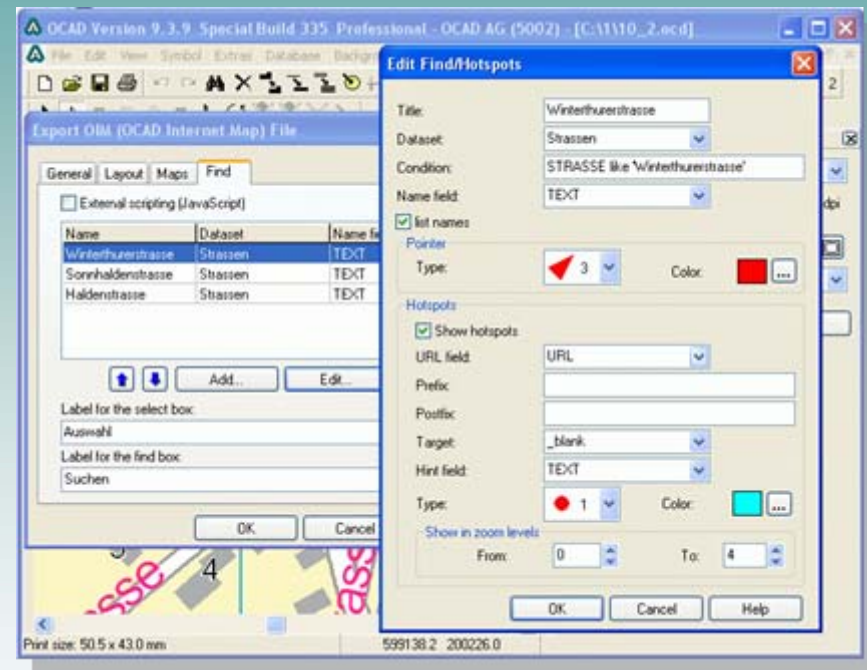 OCAD Version 9.3.9 Special Build 335 Professional - OCAD AG (5002) - [C:\1\10_2.ocd]
File Edit View Symbol Extras Database
2
Export OIM (OCAD Internet Map) File
General Layout Maps Find
External scripting (JavaScript)
Name Dataset
Winterthurerstrasse Strassen TEXT
Sonnhaldenstrasse Strassen TEXT
Haldenstrasse Strassen TEXT
Add... Edit...
Label for the select box:
Auswahl
Label for the find box:
Suchen
OK Cancel
Edit Find/Hotspots
Title: Winterthurerstrasse
Dataset: Strassen
Condition: STRASSE like 'Winterthurerstrasse'
Name field: TEXT
list names
Pointer
Type: 3 Color: ...
Hotspots
Show hotspots
URL field: URL
Prefix:
Postfix:
Target: _blank
Hint field: TEXT
Type: 1 Color: ...
Show in zoom levels
From: 0 To: 4
OK Cancel Help
dpi
4
asse
Print size: 50.5 x 43.0 mm 599138.2 200226.0